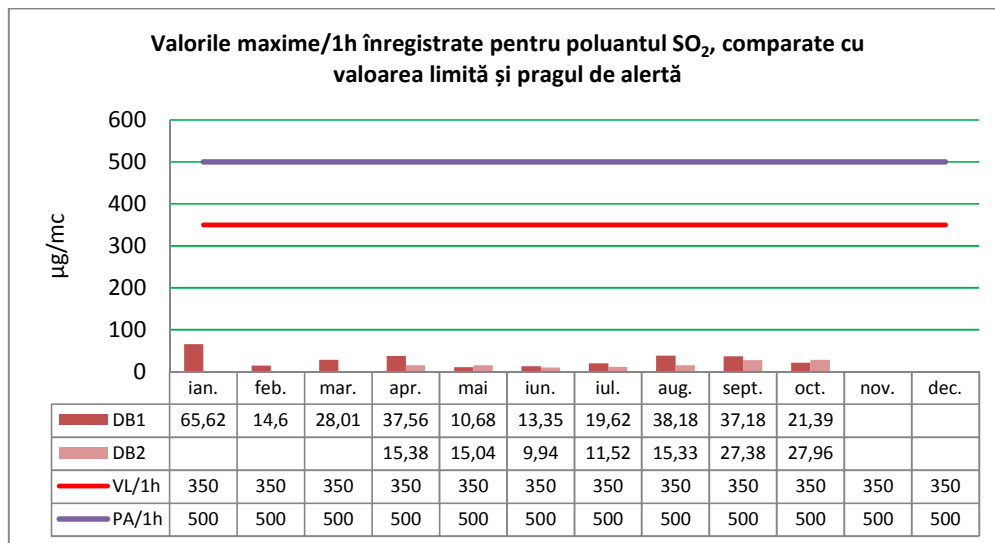 Valorile maxime/1h înregistrate pentru poluantul SO₂, comparate cu
valoarea limită și pragul de alertă
600
500
400
300
200
100
0
µg/mc
ian. feb. mar. apr. mai iun. iul. aug. sept. oct. nov. dec.
DB1 65,62 14,6 28,01 37,56 10,68 13,35 19,62 38,18 37,18 21,39
DB2 15,38 15,04 9,94 11,52 15,33 27,38 27,96
VL/1h 350 350 350 350 350 350 350 350 350 350 350 350
PA/1h 500 500 500 500 500 500 500 500 500 500 500 500